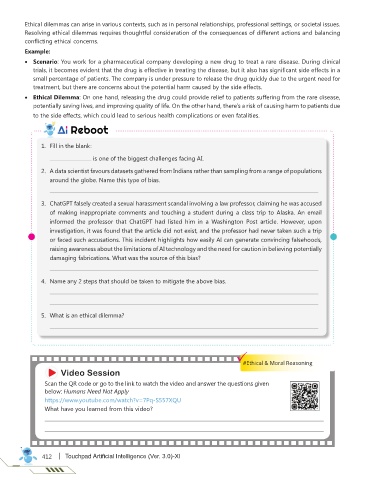 Ethical dilemmas can arise in various contexts, such as in personal relationships, professional settings, or societal issues.
Resolving ethical dilemmas requires thoughtful consideration of the consequences of different actions and balancing
conflicting ethical concerns.
Example:
• Scenario: You work for a pharmaceutical company developing a new drug to treat a rare disease. During clinical
trials, it becomes evident that the drug is effective in treating the disease, but it also has significant side effects in a
small percentage of patients. The company is under pressure to release the drug quickly due to the urgent need for
treatment, but there are concerns about the potential harm caused by the side effects.
• Ethical Dilemma: On one hand, releasing the drug could provide relief to patients suffering from the rare disease,
potentially saving lives, and improving quality of life. On the other hand, there's a risk of causing harm to patients due
to the side effects, which could lead to serious health complications or even fatalities.
Ai Reboot
1. Fill in the blank:
______________ is one of the biggest challenges facing AI.
2. A data scientist favours datasets gathered from Indians rather than sampling from a range of populations
around the globe. Name this type of bias.
3. ChatGPT falsely created a sexual harassment scandal involving a law professor, claiming he was accused
of making inappropriate comments and touching a student during a class trip to Alaska. An email
informed the professor that ChatGPT had listed him in a Washington Post article. However, upon
investigation, it was found that the article did not exist, and the professor had never taken such a trip
or faced such accusations. This incident highlights how easily AI can generate convincing falsehoods,
raising awareness about the limitations of AI technology and the need for caution in believing potentially
damaging fabrications. What was the source of this bias?
4. Name any 2 steps that should be taken to mitigate the above bias.
5. What is an ethical dilemma?
#Ethical & Moral Reasoning
Video Session
Scan the QR code or go to the link to watch the video and answer the questions given
below: Humans Need Not Apply
https://www.youtube.com/watch?v=7Pq-S557XQU
What have you learned from this video?
412 | Touchpad Artificial Intelligence (Ver. 3.0)-XI